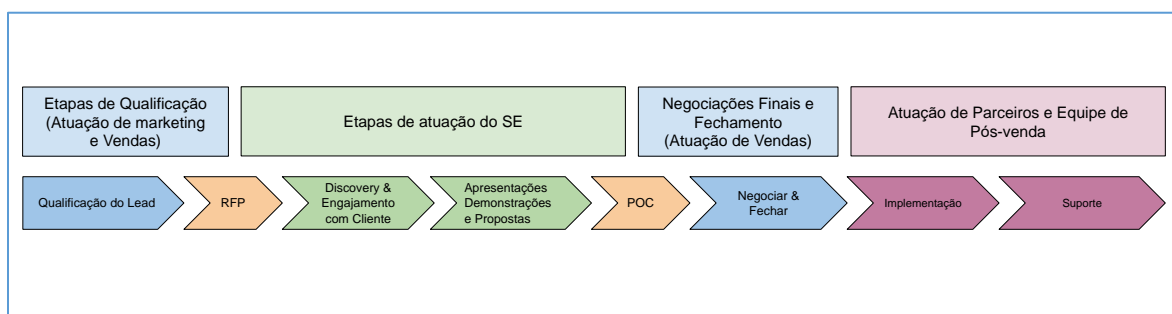 Etapas de Qualificação
(Atuação de marketing
e Vendas)
Etapas de atuação do SE
Negociações Finais e
Fechamento
(Atuação de Vendas)
Atuação de Parceiros e Equipe de
Pós-venda
Qualificação do Lead
RFP
Discovery &
Engajamento
com Cliente
Apresentações
Demonstrações
e Propostas
POC
Negociar &
Fechar
Implementação
Suporte